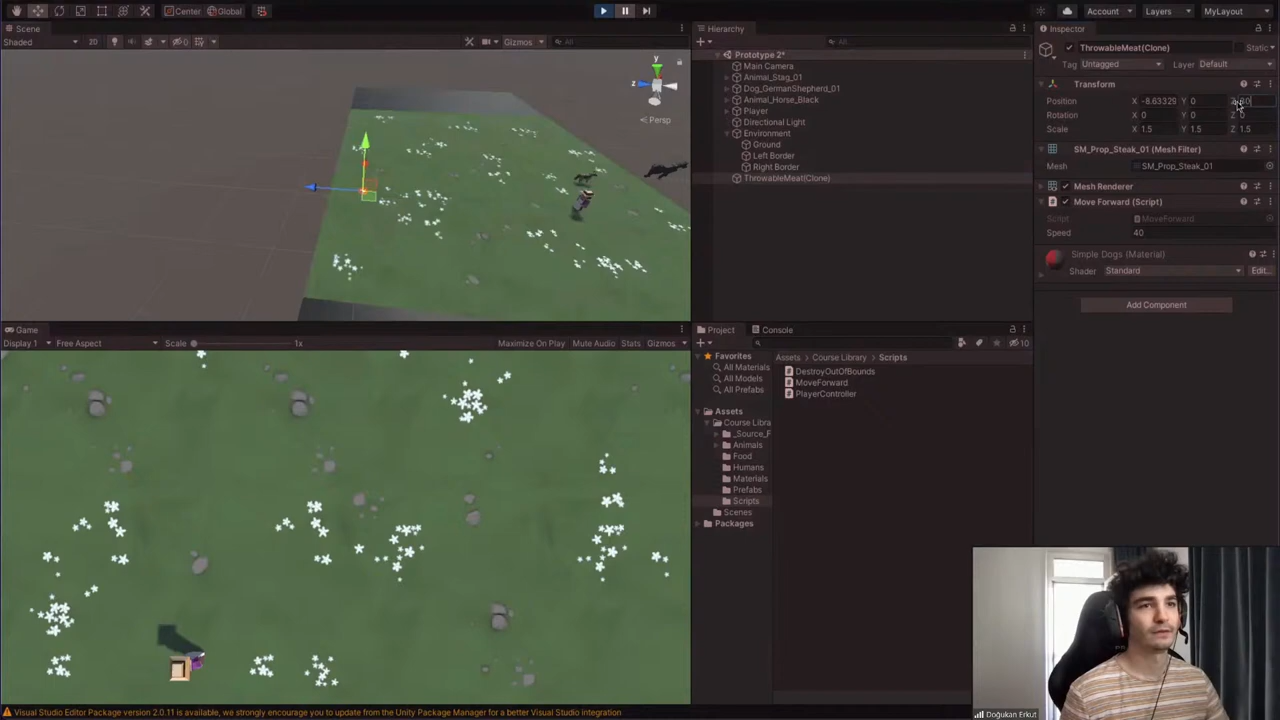 Center
Global
Account
Layers
MyLayout
Scene
Shaded
2D
0
Gizmos
All
y
z
Persp
Game
Display 1
Free Aspect
Scale
1x
Maximize On Play
Mute Audio
Stats
Gizmos
Hierarchy
All
Prototype 2*
Main Camera
Animal_Stag_01
Dog_GermanShepherd_01
Animal_Horse_Black
Player
Directional Light
Environment
Ground
Left Border
Right Border
ThrowableMeat(Clone)
Project
Console
10
Favorites
All Materials
All Models
All Prefabs
Assets
Course Libra
_Source_F
Animals
Food
Humans
Materials
Prefabs
Scripts
Scenes
Packages
Assets
Course Library
Scripts
DestroyOutOfBounds
MoveForward
PlayerController
Inspector
ThrowableMeat(Clone)
Static
Tag Untagged
Layer Default
Transform
Position X -8.63329 Y 0 Z
Rotation X 0 Y 0 Z 0
Scale X 1.5 Y 1.5 Z 1.5
SM_Prop_Steak_01 (Mesh Filter)
Mesh SM_Prop_Steak_01
Mesh Renderer
Move Forward (Script)
Script MoveForward
Speed 40
Simple Dogs (Material)
Shader Standard Edit...
Add Component
Visual Studio Editor Package version 2.0.11 is available, we strongly encourage you to update from the Unity Package Manager for a better Visual Studio integration
Doğukan Erkut